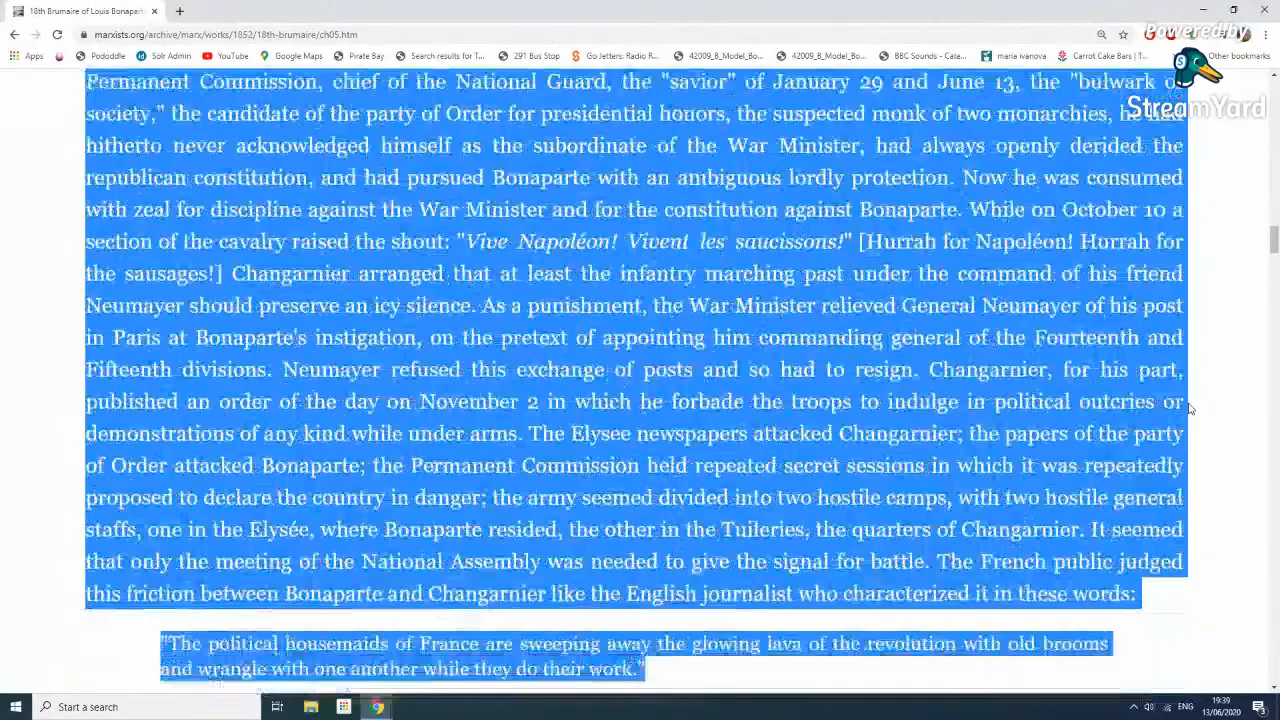 18th Brumaire of Louis Bonapart
marxists.org/archive/marx/works/1852/18th-brumaire/ch05.htm
Powered by
Apps Pododdle Solr Admin YouTube Google Maps Pirate Bay Search results for T... 291 Bus Stop Go Jetters: Radio R... 42009_B_Model_Bo... 42009_B_Model_Bo... BBC Sounds - Cate... maria ivanova Carrot Cake Bars | T... Other bookmarks
StreamYard
Permanent Commission, chief of the National Guard, the "savior" of January 29 and June 13, the "bulwark of
society," the candidate of the party of Order for presidential honors, the suspected monk of two monarchies, he had
hitherto never acknowledged himself as the subordinate of the War Minister, had always openly derided the
republican constitution, and had pursued Bonaparte with an ambiguous lordly protection. Now he was consumed
with zeal for discipline against the War Minister and for the constitution against Bonaparte. While on October 10 a
section of the cavalry raised the shout: "Vive Napoléon! Vivent les saucissons!" [Hurrah for Napoléon! Hurrah for
the sausages!] Changarnier arranged that at least the infantry marching past under the command of his friend
Neumayer should preserve an icy silence. As a punishment, the War Minister relieved General Neumayer of his post
in Paris at Bonaparte's instigation, on the pretext of appointing him commanding general of the Fourteenth and
Fifteenth divisions. Neumayer refused this exchange of posts and so had to resign. Changarnier, for his part,
published an order of the day on November 2 in which he forbade the troops to indulge in political outcries or
demonstrations of any kind while under arms. The Elysee newspapers attacked Changarnier; the papers of the party
of Order attacked Bonaparte; the Permanent Commission held repeated secret sessions in which it was repeatedly
proposed to declare the country in danger; the army seemed divided into two hostile camps, with two hostile general
staffs, one in the Elysée, where Bonaparte resided, the other in the Tuileries, the quarters of Changarnier. It seemed
that only the meeting of the National Assembly was needed to give the signal for battle. The French public judged
this friction between Bonaparte and Changarnier like the English journalist who characterized it in these words:
"The political housemaids of France are sweeping away the glowing lava of the revolution with old brooms
and wrangle with one another while they do their work."
Start a search
ENG
19:39
13/06/2020